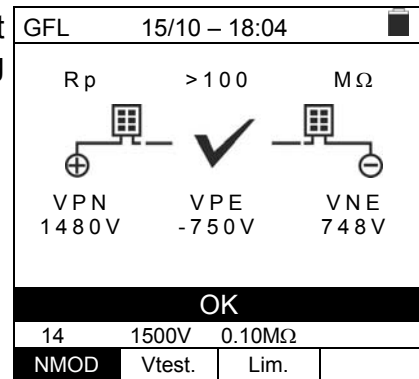 GFL 15/10 – 18:04
Rp >100 MΩ
VPN VPE VNE
1480V -750V 748V
OK
14 1500V 0.10MΩ
NMOD Vtest. Lim.